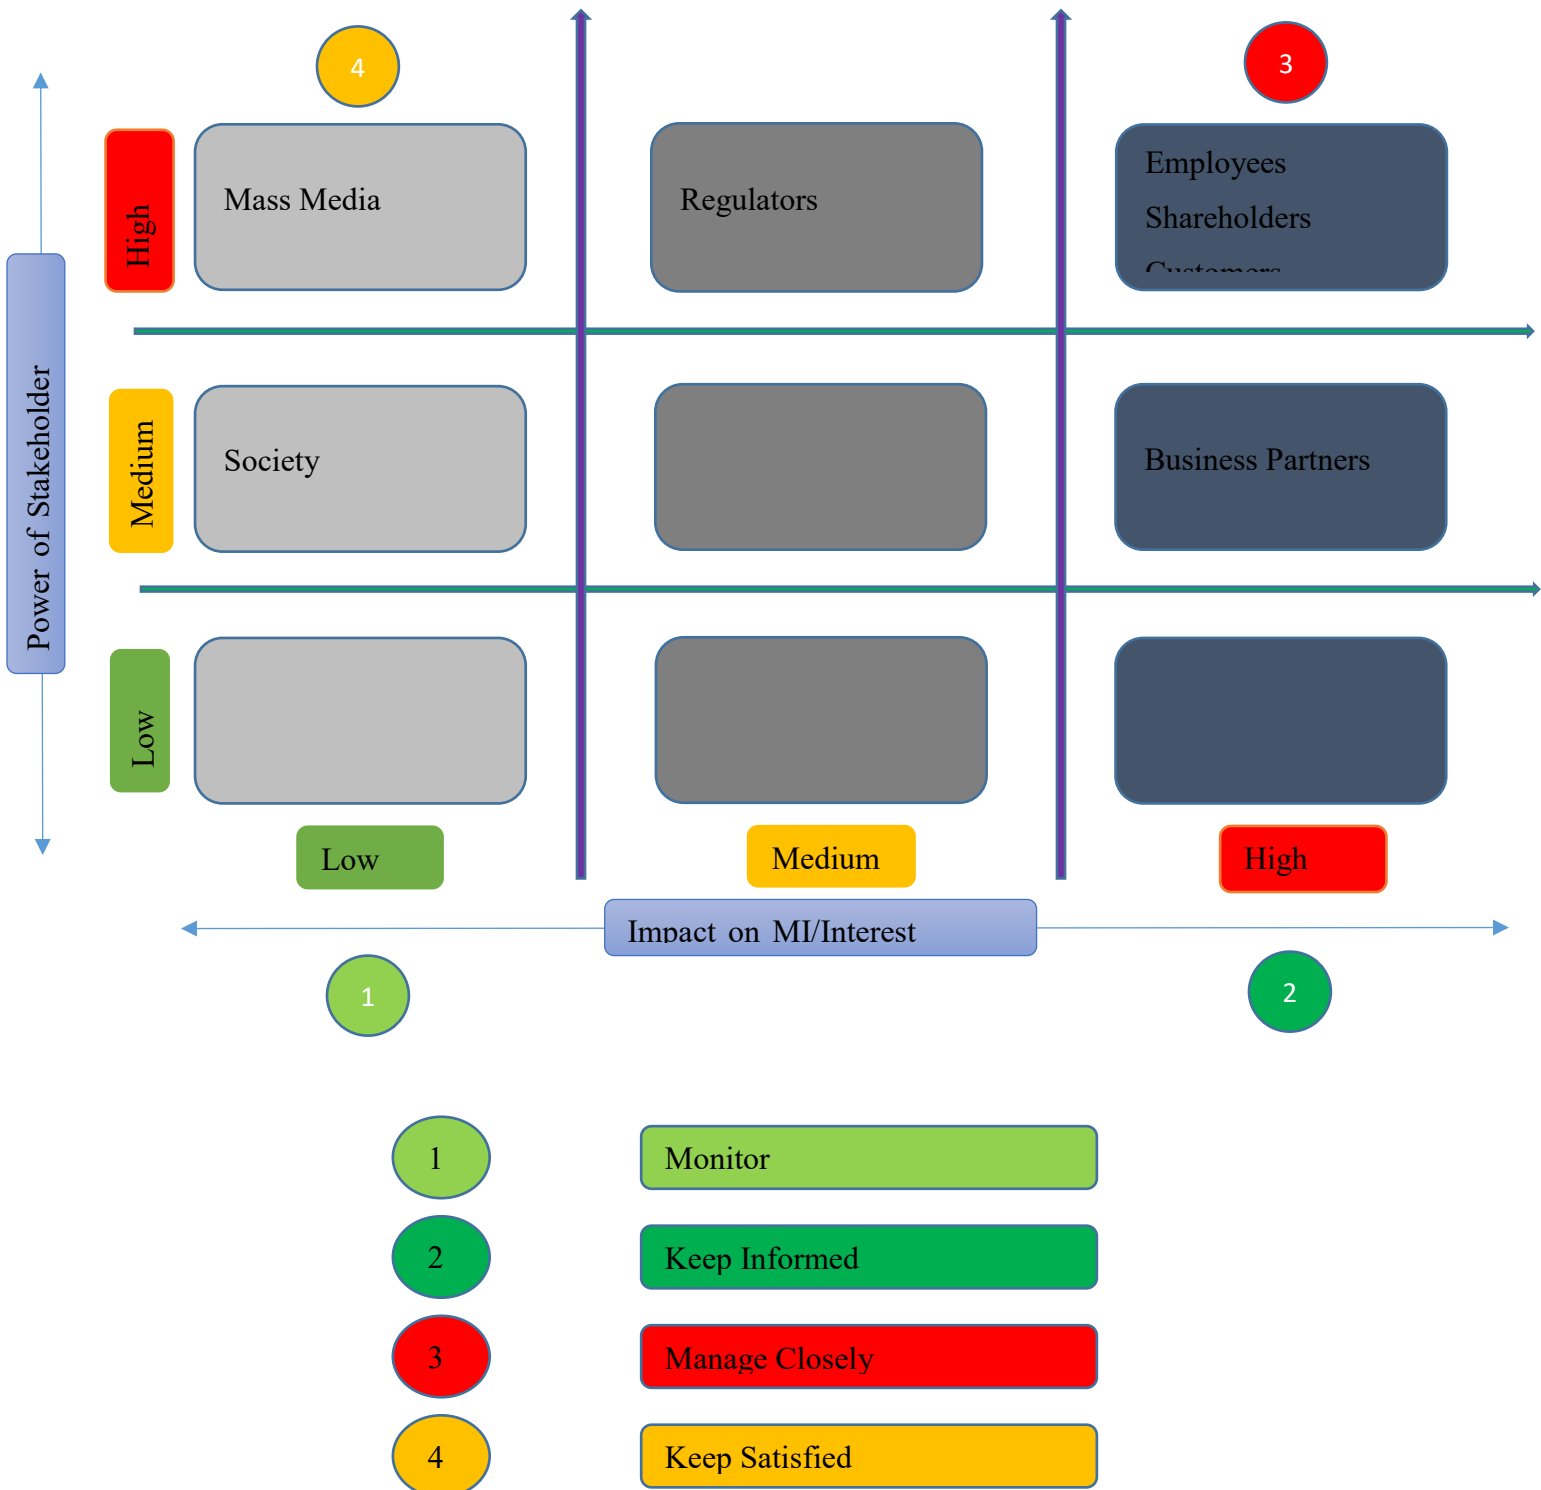 4
3
High
Mass Media
Regulators
Employees
Shareholders
Customers
Power of Stakeholder
Medium
Society
Business Partners
Low
Low
Medium
High
Impact on MI/Interest
1
2
1
Monitor
2
Keep Informed
3
Manage Closely
4
Keep Satisfied